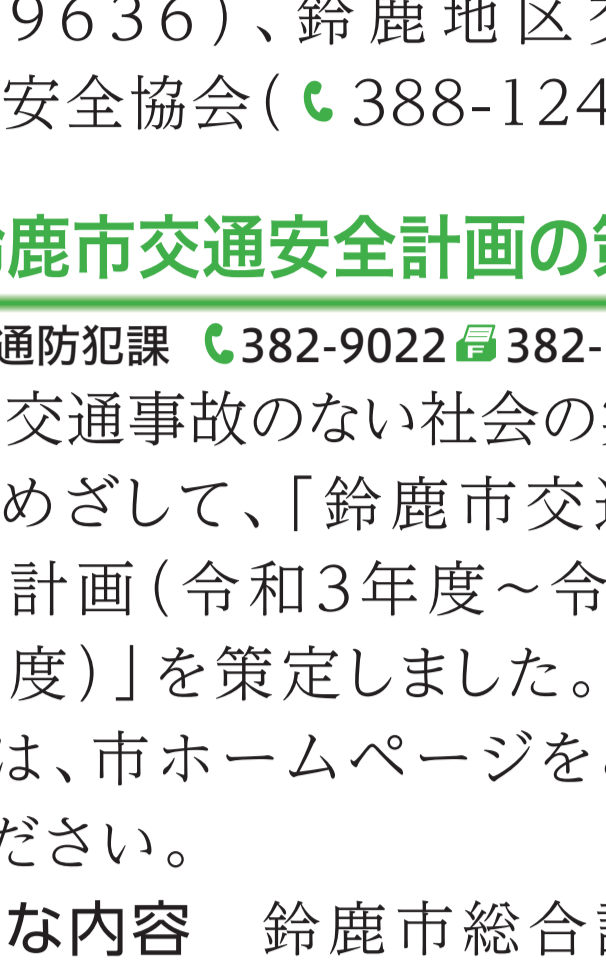 9636)、鈴鹿地区
安全協会(388-124
鹿市交通安全計画の
通防犯課 382-9022 382-
交通事故のない社会の
めざして、「鈴鹿市交
計画(令和3年度~令
度)」を策定しました。
は、市ホームページを
ださい。
な内容 鈴鹿市総合